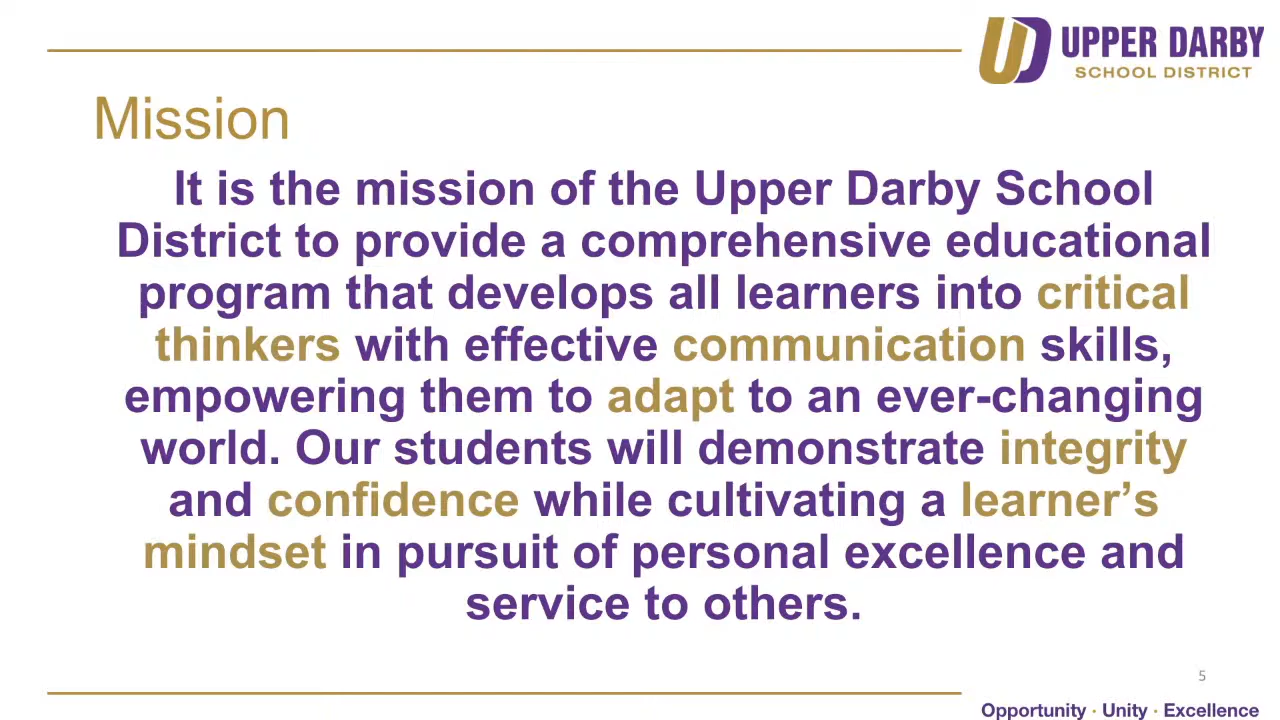 UPPER DARBY
SCHOOL DISTRICT
Mission
It is the mission of the Upper Darby School
District to provide a comprehensive educational
program that develops all learners into critical
thinkers with effective communication skills,
empowering them to adapt to an ever-changing
world. Our students will demonstrate integrity
and confidence while cultivating a learner’s
mindset in pursuit of personal excellence and
service to others.
5
Opportunity · Unity · Excellence